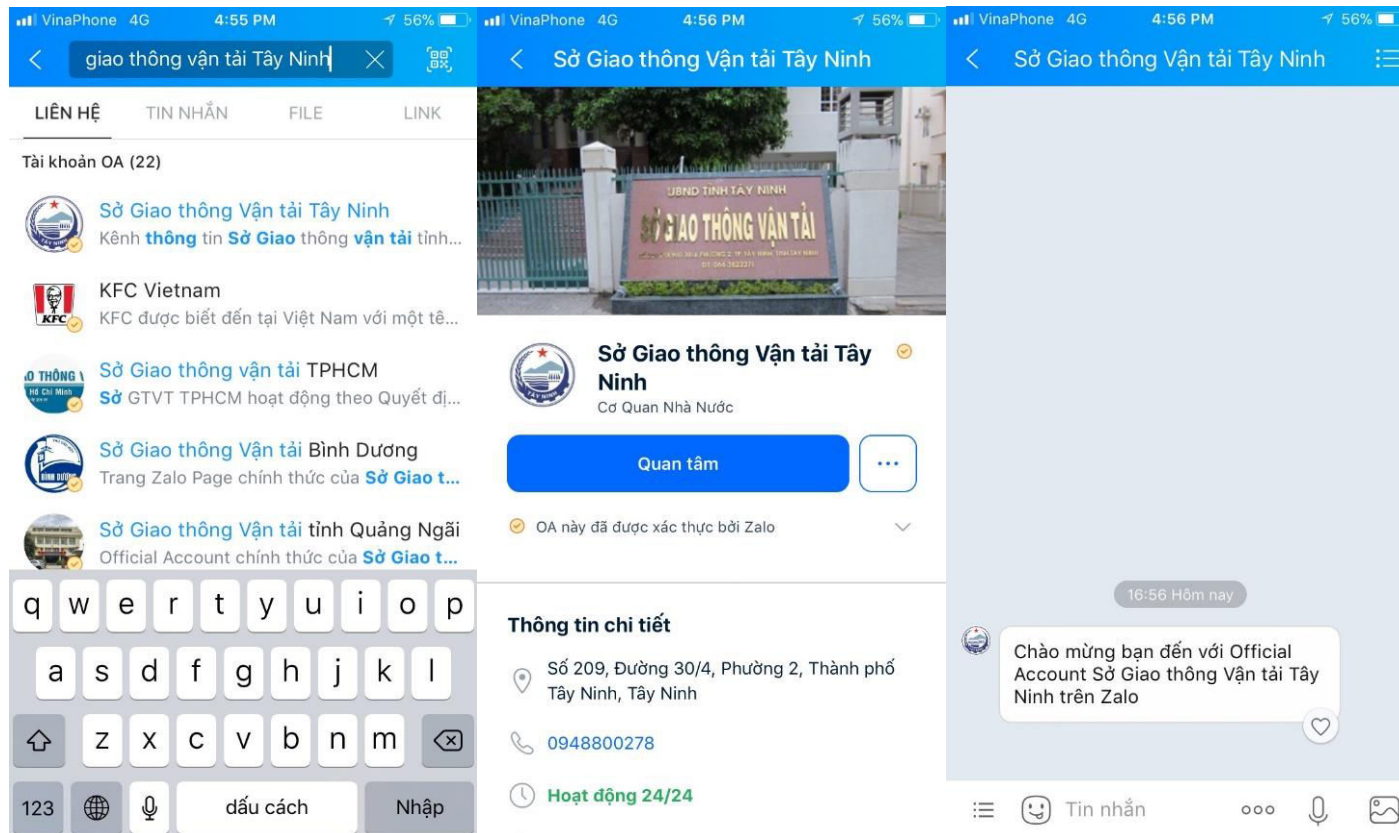 VinaPhone 4G 4:55 PM 56%
giao thông vận tải Tây Ninh
LIÊN HỆ TIN NHẮN FILE LINK
Tài khoản OA (22)
Sở Giao thông Vận tải Tây Ninh
Kênh thông tin Sở Giao thông vận tải tỉnh...
KFC
KFC Vietnam
KFC được biết đến tại Việt Nam với một tê...
Sở Giao thông vận tải TPHCM
Sở GTVT TPHCM hoạt động theo Quyết đị...
Sở Giao thông Vận tải Bình Dương
Trang Zalo Page chính thức của Sở Giao t...
Sở Giao thông Vận tải tỉnh Quảng Ngãi
Official Account chính thức của Sở Giao t...
q w e r t y u i o p
a s d f g h j k l
z x c v b n m
123 dấu cách Nhập
VinaPhone 4G 4:56 PM 56%
Sở Giao thông Vận tải Tây Ninh
UBND TỈNH TÂY NINH
SỞ GIAO THÔNG VẬN TẢI
TÂY NINH
Sở Giao thông Vận tải Tây
Ninh
Cơ Quan Nhà Nước
Quan tâm
OA này đã được xác thực bởi Zalo
Thông tin chi tiết
Số 209, Đường 30/4, Phường 2, Thành phố
Tây Ninh, Tây Ninh
0948800278
Hoạt động 24/24
VinaPhone 4G 4:56 PM 56%
Sở Giao thông Vận tải Tây Ninh
16:56 Hôm nay
Chào mừng bạn đến với Official
Account Sở Giao thông Vận tải Tây
Ninh trên Zalo
Tin nhắn